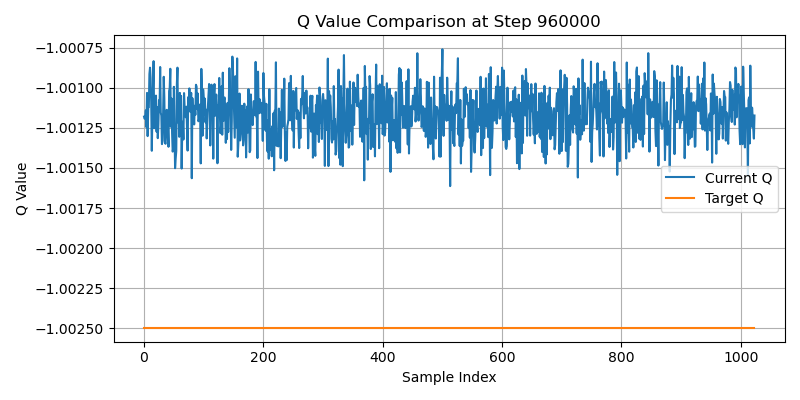 Q Value Comparison at Step 960000
−1.00075
−1.00100
−1.00125
−1.00150
−1.00175
−1.00200
−1.00225
−1.00250
Q Value
Current Q
Target Q
0 200 400 600 800 1000
Sample Index